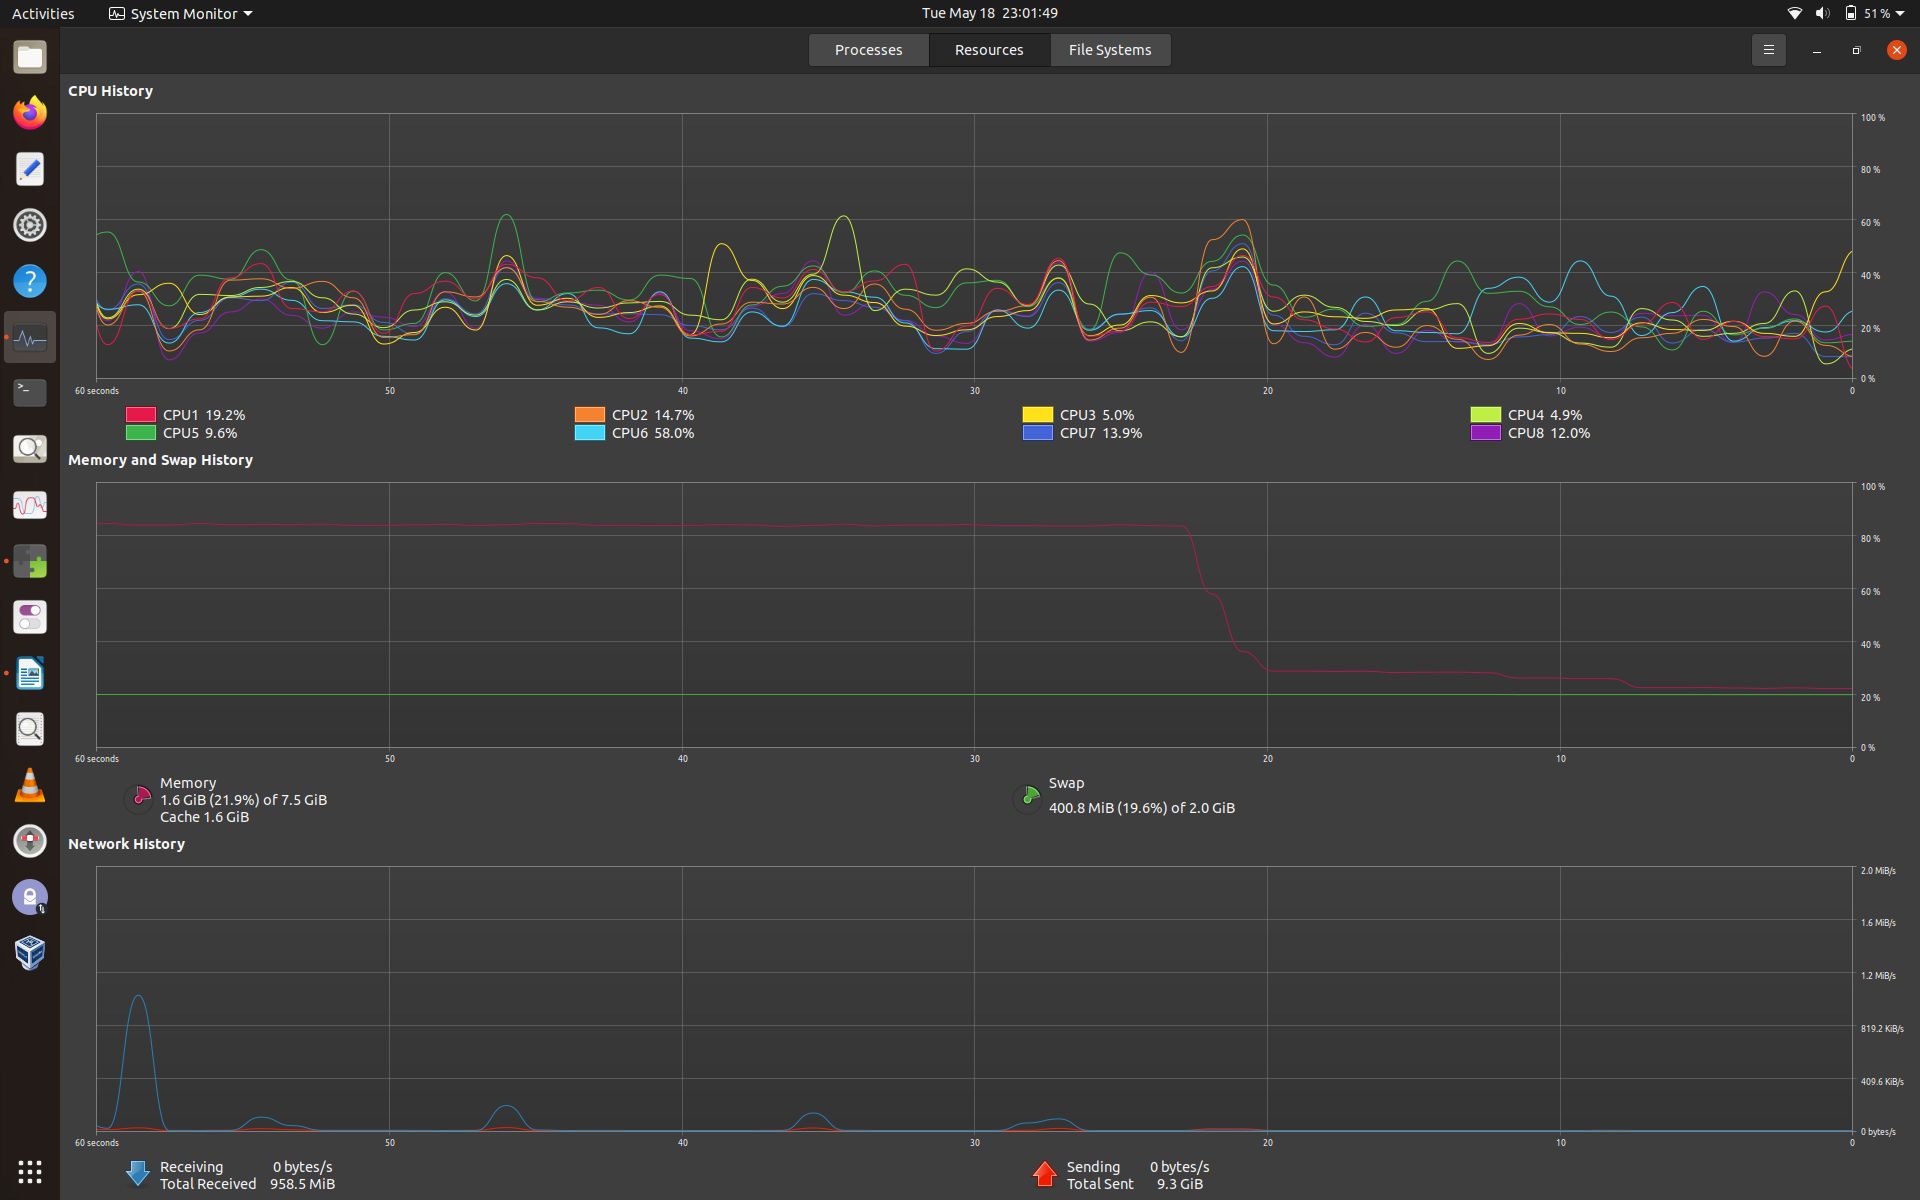 Activities System Monitor Tue May 18 23:01:49 51 %
Processes Resources File Systems
CPU History
100 %
80 %
60 %
40 %
20 %
0 %
60 seconds 50 40 30 20 10 0
CPU1 19.2% CPU2 14.7% CPU3 5.0% CPU4 4.9%
CPU5 9.6% CPU6 58.0% CPU7 13.9% CPU8 12.0%
Memory and Swap History
100 %
80 %
60 %
40 %
20 %
0 %
60 seconds 50 40 30 20 10 0
Memory
1.6 GiB (21.9%) of 7.5 GiB
Cache 1.6 GiB
Swap
400.8 MiB (19.6%) of 2.0 GiB
Network History
2.0 MiB/s
1.6 MiB/s
1.2 MiB/s
819.2 KiB/s
409.6 KiB/s
0 bytes/s
60 seconds 50 40 30 20 10 0
Receiving 0 bytes/s
Total Received 958.5 MiB
Sending 0 bytes/s
Total Sent 9.3 GiB